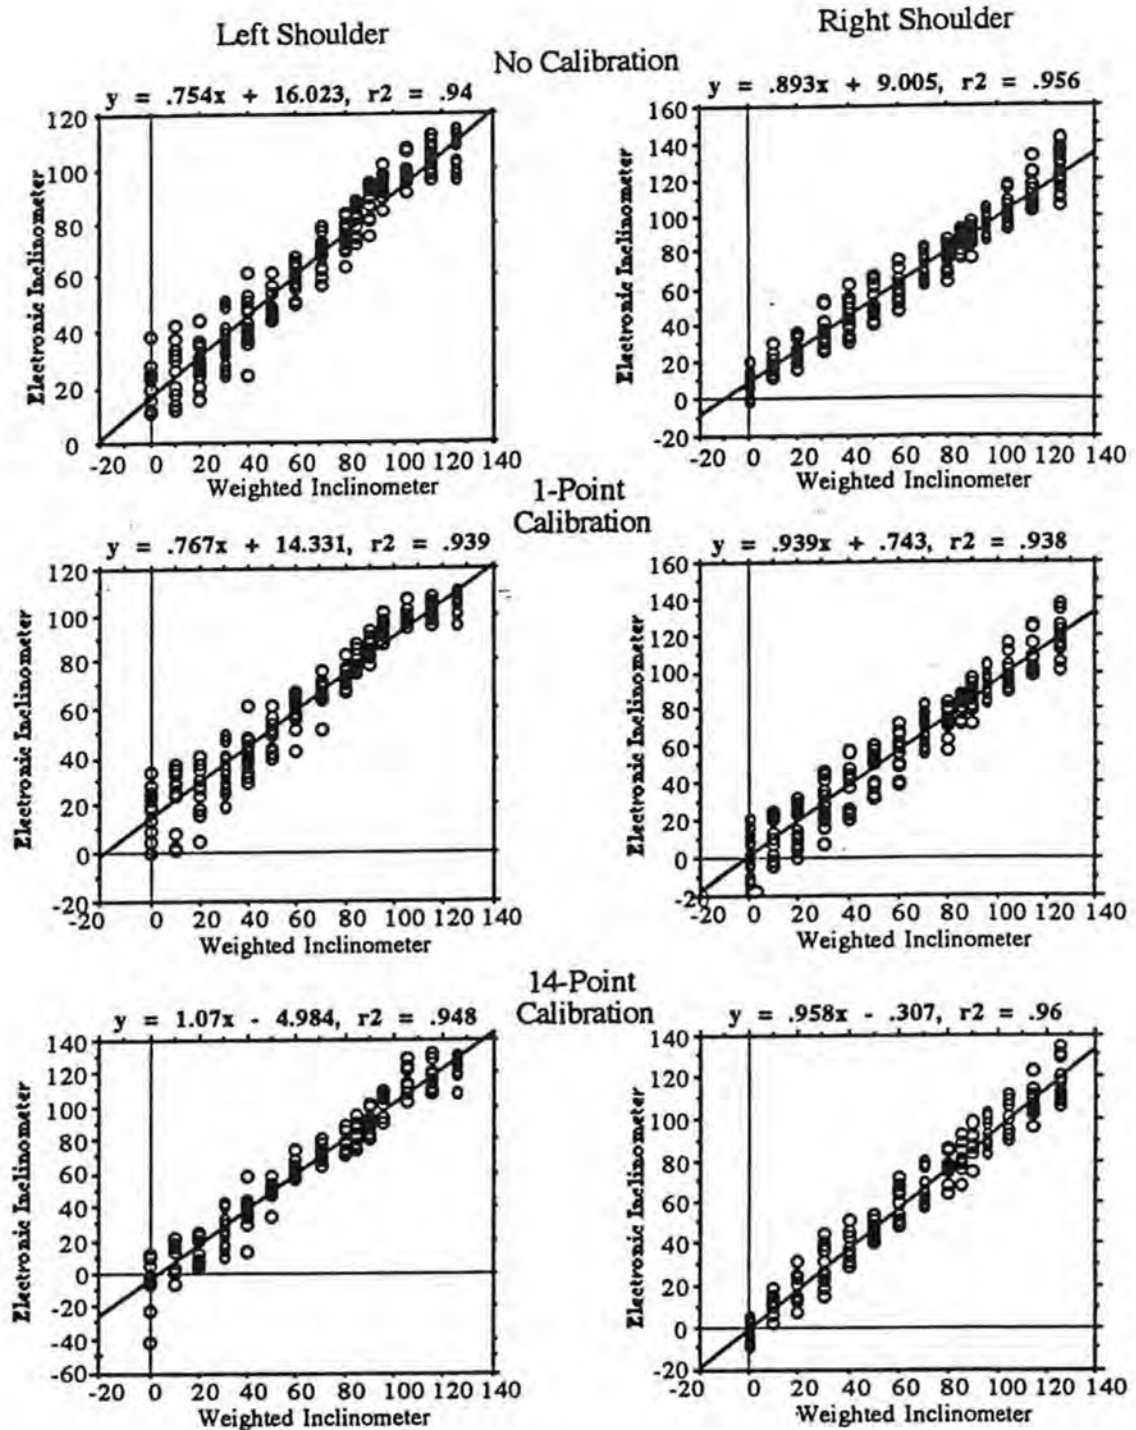 Left Shoulder
Right Shoulder
No Calibration
y = .754x + 16.023, r2 = .94
120
100
80
60
40
20
0
Electronic Inclinometer
-20 0 20 40 60 80 100 120 140
Weighted Inclinometer
y = .893x + 9.005, r2 = .956
160
140
120
100
80
60
40
20
0
-20
Electronic Inclinometer
-20 0 20 40 60 80 100 120 140
Weighted Inclinometer
1-Point
Calibration
y = .767x + 14.331, r2 = .939
120
100
80
60
40
20
0
-20
Electronic Inclinometer
-20 0 20 40 60 80 100 120 140
Weighted Inclinometer
y = .939x + .743, r2 = .938
160
140
120
100
80
60
40
20
0
-2
Electronic Inclinometer
-20 0 20 40 60 80 100 120 140
Weighted Inclinometer
14-Point
Calibration
y = 1.07x - 4.984, r2 = .948
140
120
100
80
60
40
20
0
-20
-40
-60
Electronic Inclinometer
-20 0 20 40 60 80 100 120 140
Weighted Inclinometer
y = .958x - .307, r2 = .96
140
120
100
80
60
40
20
0
-20
Electronic Inclinometer
-20 0 20 40 60 80 100 120 140
Weighted Inclinometer